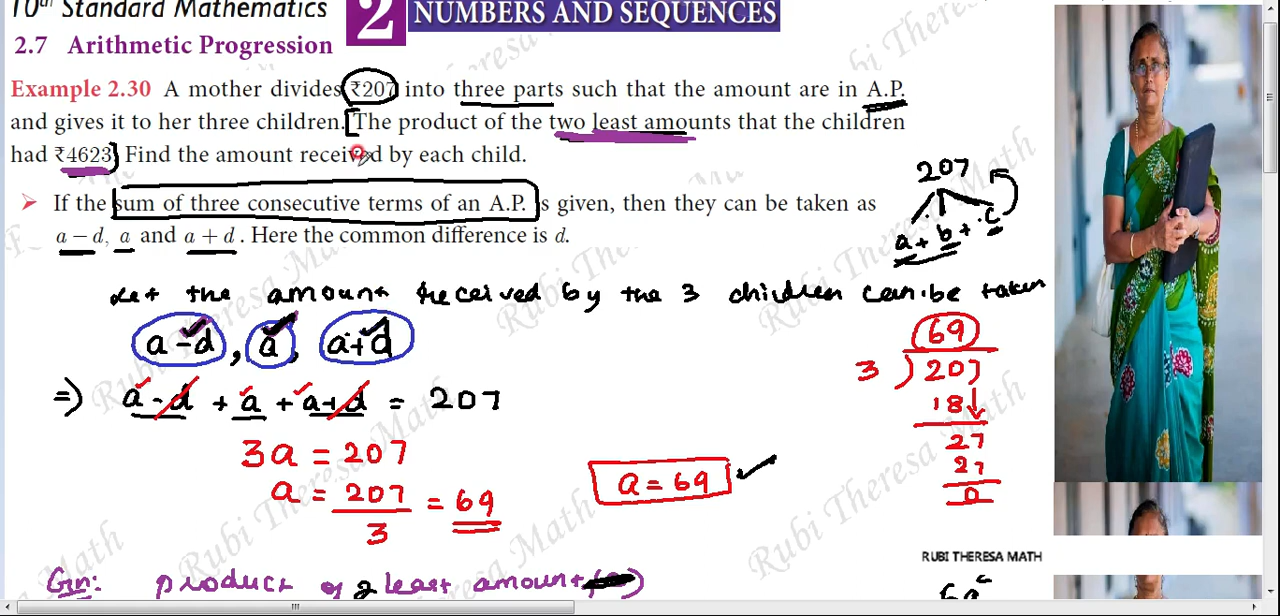 10th Standard Mathematics
2 NUMBERS AND SEQUENCES
2.7 Arithmetic Progression
Example 2.30 A mother divides ₹207 into three parts such that the amount are in A.P.
and gives it to her three children. The product of the two least amounts that the children
had ₹4623. Find the amount received by each child.
207
a + b + c
➤ If the sum of three consecutive terms of an A.P. is given, then they can be taken as
a – d, a and a + d. Here the common difference is d.
Let the amount received by the 3 children can be taken
a-d, a, a+d
⇒ a-d + a + a+d = 207
3a = 207
a = 207/3 = 69
a = 69
69
3 ) 207
18
27
27
0
RUBI THERESA MATH
Gn: product of 2 least amount
Rubi Theresa Math